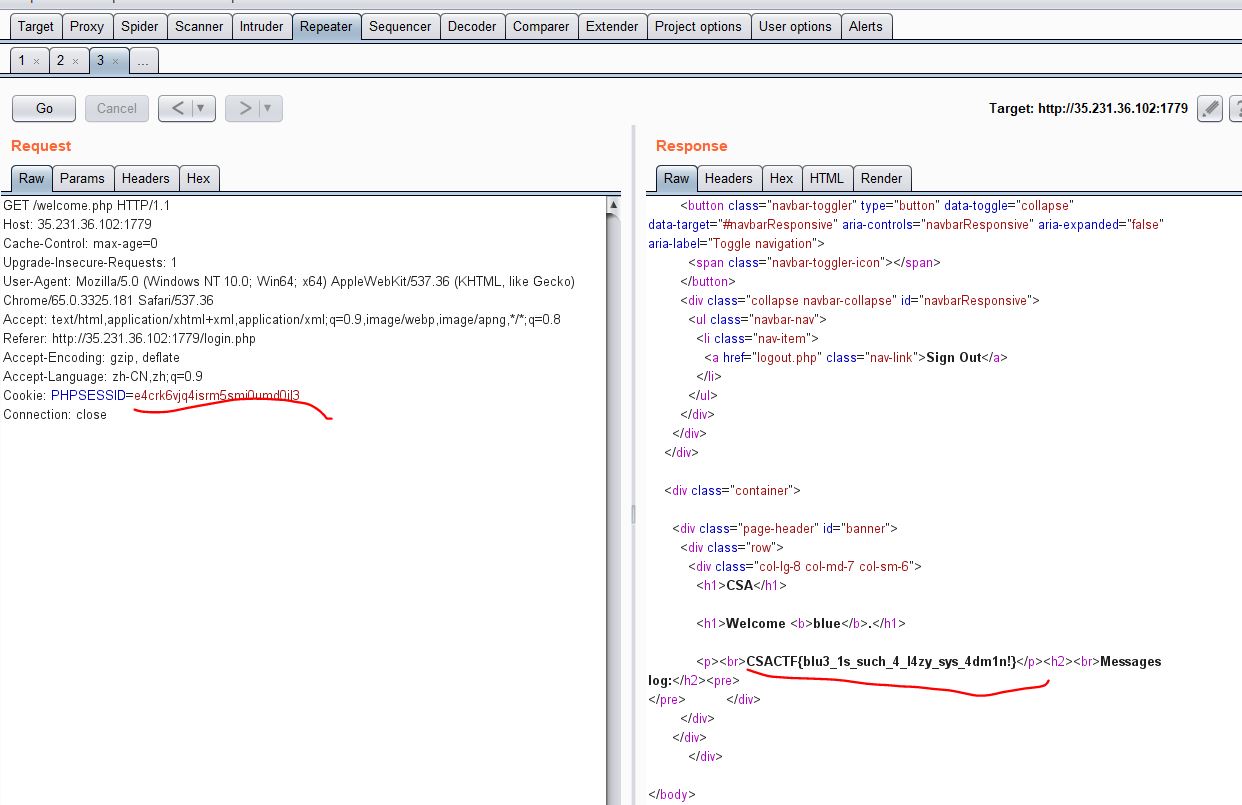 Target Proxy Spider Scanner Intruder Repeater Sequencer Decoder Comparer Extender Project options User options Alerts
1 × 2 × 3 × ...
Go Cancel < ▼ > ▼ Target: http://35.231.36.102:1779 ?
Request
Raw Params Headers Hex
GET /welcome.php HTTP/1.1
Host: 35.231.36.102:1779
Cache-Control: max-age=0
Upgrade-Insecure-Requests: 1
User-Agent: Mozilla/5.0 (Windows NT 10.0; Win64; x64) AppleWebKit/537.36 (KHTML, like Gecko)
Chrome/65.0.3325.181 Safari/537.36
Accept: text/html,application/xhtml+xml,application/xml;q=0.9,image/webp,image/apng,*/*;q=0.8
Referer: http://35.231.36.102:1779/login.php
Accept-Encoding: gzip, deflate
Accept-Language: zh-CN,zh;q=0.9
Cookie: PHPSESSID=
Connection: close
Response
Raw Headers Hex HTML Render
<button class="navbar-toggler" type="button" data-toggle="collapse"
data-target="#navbarResponsive" aria-controls="navbarResponsive" aria-expanded="false"
aria-label="Toggle navigation">
<span class="navbar-toggler-icon"></span>
</button>
<div class="collapse navbar-collapse" id="navbarResponsive">
<ul class="navbar-nav">
<li class="nav-item">
<a href="logout.php" class="nav-link">Sign Out</a>
</li>
</ul>
</div>
</div>
</div>
<div class="container">
<div class="page-header" id="banner">
<div class="row">
<div class="col-lg-8 col-md-7 col-sm-6">
<h1>CSA</h1>
<h1>Welcome <b>blue</b>.</h1>
<p><br>CSACTF{blu3_1s_such_4_l4zy_sys_4dm1n!}</p><h2><br>Messages
log:</h2><pre>
</pre> </div>
</div>
</div>
</div>
</body>